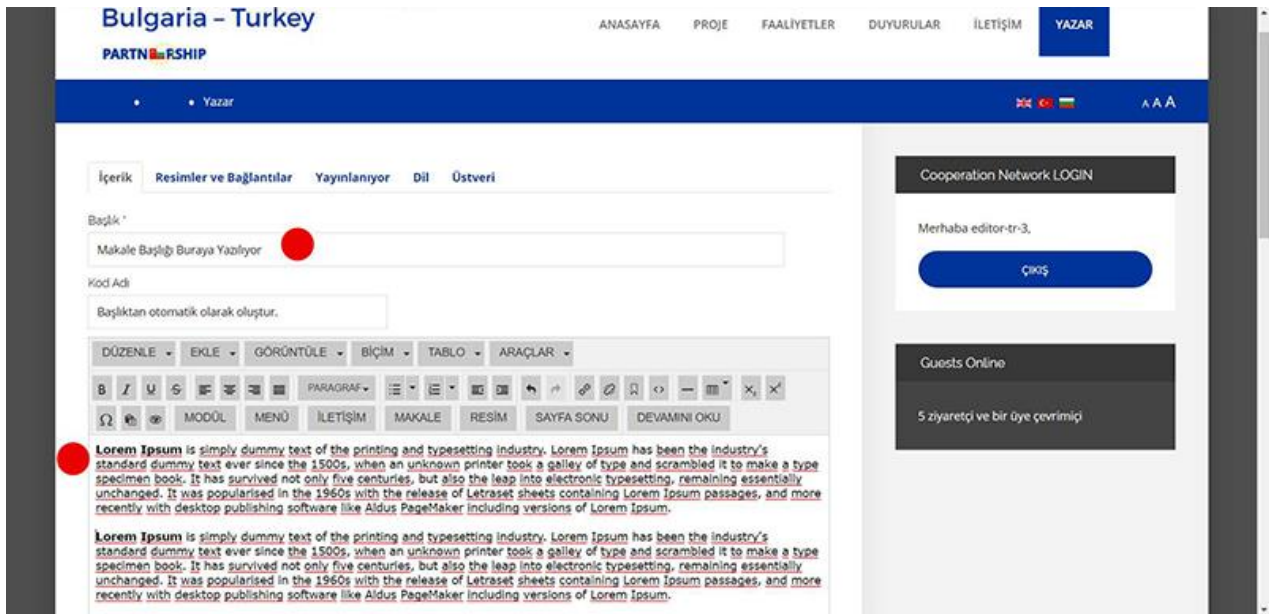 Bulgaria – Turkey
ANASAYFA PROJE FAALİYETLER DUYURULAR İLETİŞİM YAZAR
PARTNERSHIP
Yazar
A A A
İçerik Resimler ve Bağlantılar Yayınlanıyor Dil Üstveri
Başlık *
Makale Başlığı Buraya Yazılıyor
Kod Adı
Başlıktan otomatik olarak oluştur.
DÜZENLE EKLE GÖRÜNTÜLE BİÇİM TABLO ARAÇLAR
B I U S PARAGRAF
MODÜL MENÜ İLETİŞİM MAKALE RESİM SAYFA SONU DEVAMINI OKU
Lorem Ipsum is simply dummy text of the printing and typesetting industry. Lorem Ipsum has been the industry's
standard dummy text ever since the 1500s, when an unknown printer took a galley of type and scrambled it to make a type
specimen book. It has survived not only five centuries, but also the leap into electronic typesetting, remaining essentially
unchanged. It was popularised in the 1960s with the release of Letraset sheets containing Lorem Ipsum passages, and more
recently with desktop publishing software like Aldus PageMaker including versions of Lorem Ipsum.
Lorem Ipsum is simply dummy text of the printing and typesetting industry. Lorem Ipsum has been the industry's
standard dummy text ever since the 1500s, when an unknown printer took a galley of type and scrambled it to make a type
specimen book. It has survived not only five centuries, but also the leap into electronic typesetting, remaining essentially
unchanged. It was popularised in the 1960s with the release of Letraset sheets containing Lorem Ipsum passages, and more
recently with desktop publishing software like Aldus PageMaker including versions of Lorem Ipsum.
Cooperation Network LOGIN
Merhaba editor-tr-3,
ÇIKIŞ
Guests Online
5 ziyaretçi ve bir üye çevrimiçi